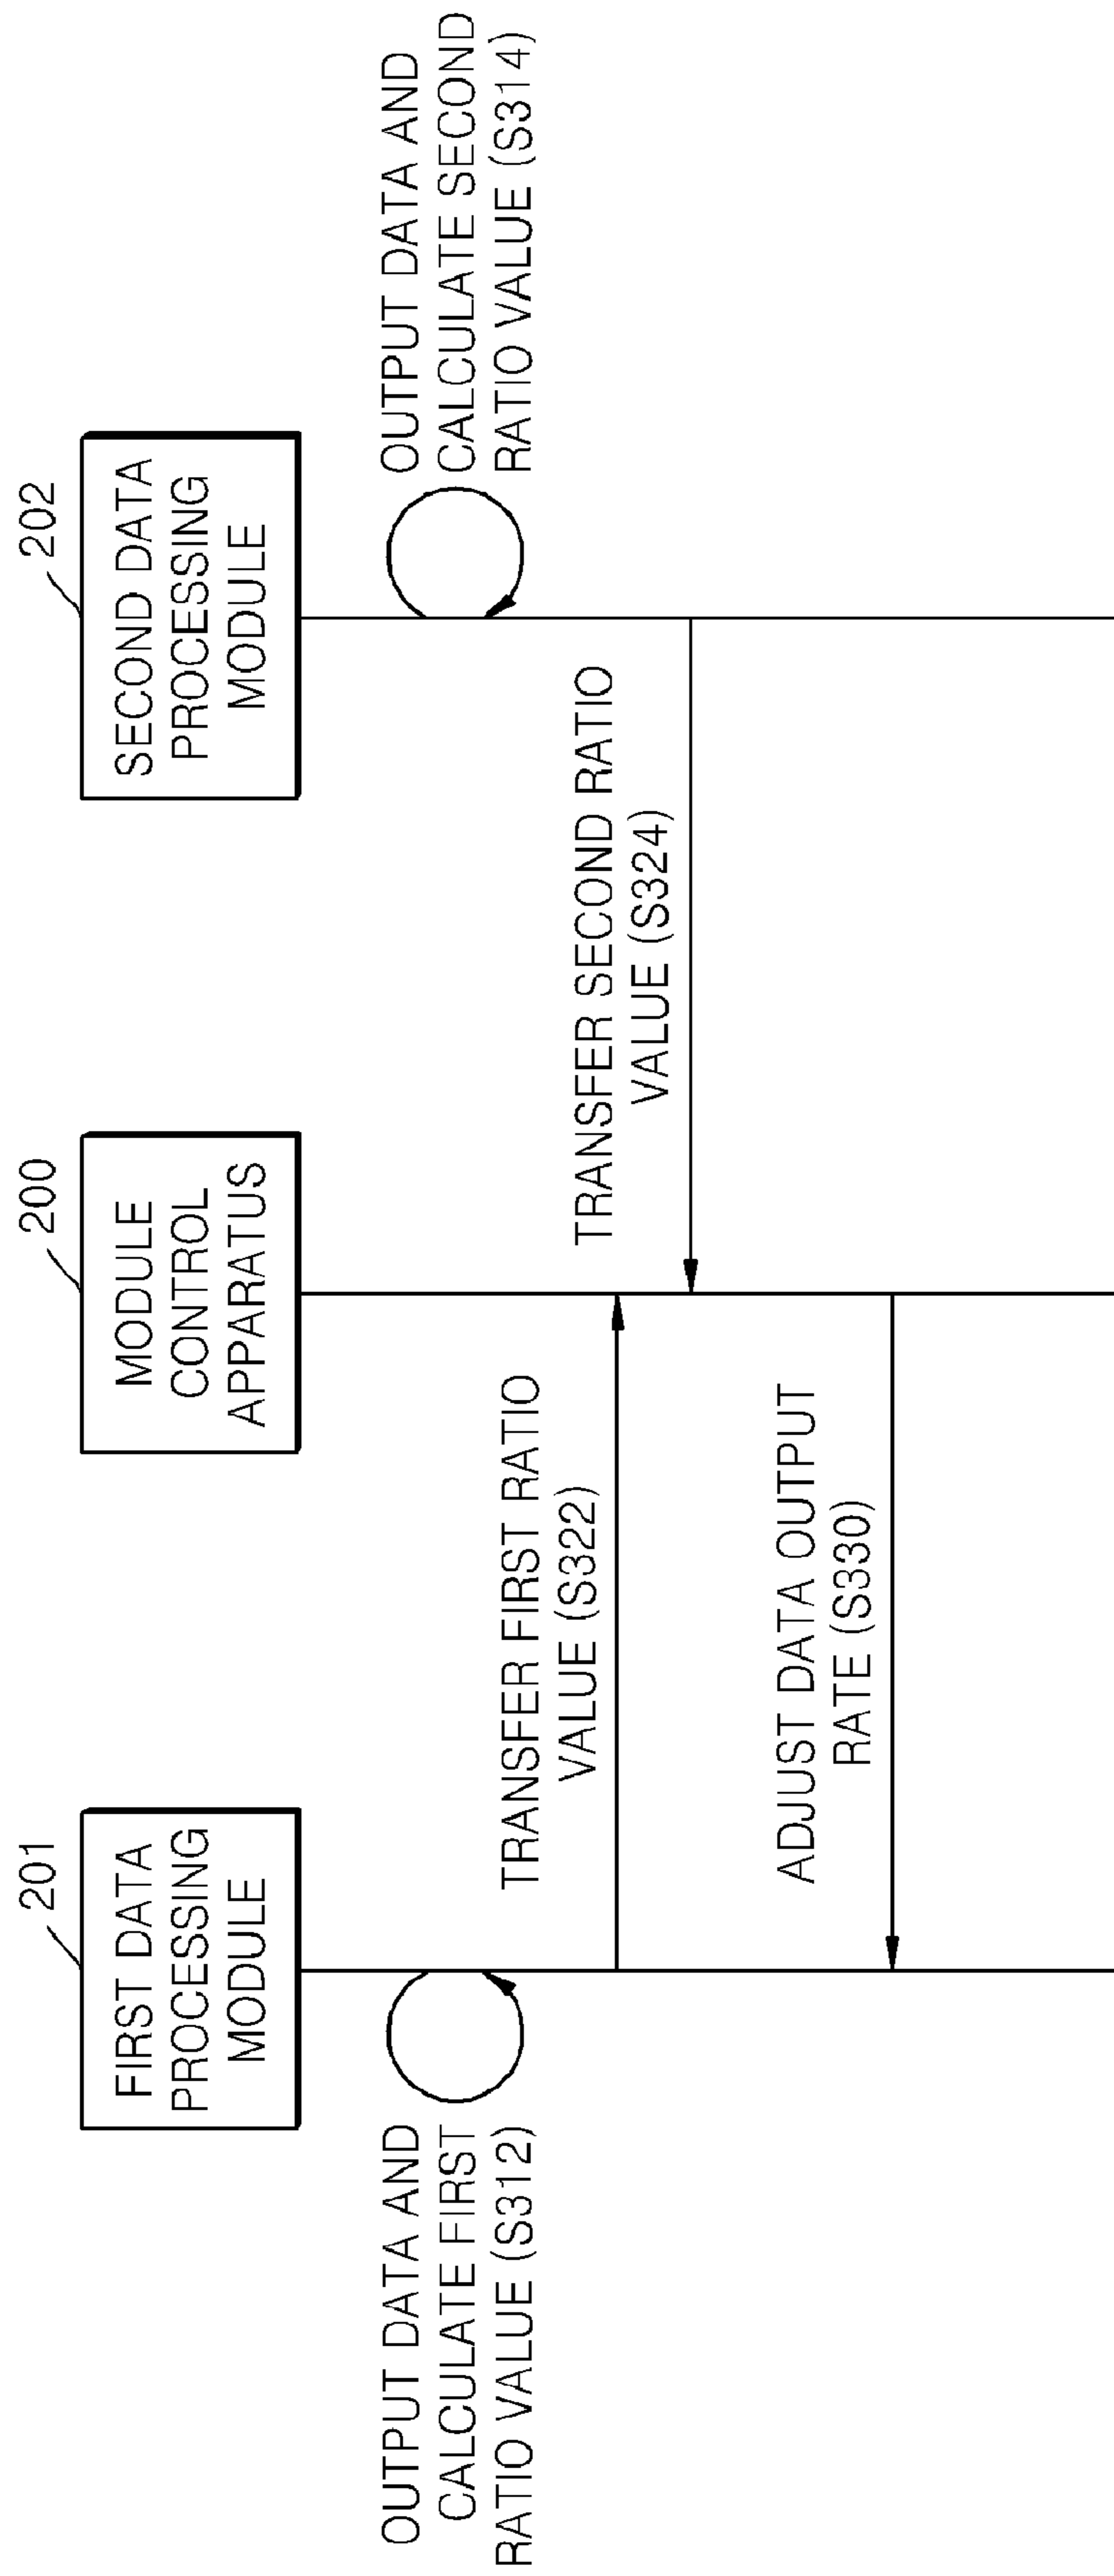 201
FIRST DATA
PROCESSING
MODULE
200
MODULE
CONTROL
APPARATUS
202
SECOND DATA
PROCESSING
MODULE
OUTPUT DATA AND
CALCULATE FIRST
RATIO VALUE (S312)
OUTPUT DATA AND
CALCULATE SECOND
RATIO VALUE (S314)
TRANSFER FIRST RATIO
VALUE (S322)
TRANSFER SECOND RATIO
VALUE (S324)
ADJUST DATA OUTPUT
RATE (S330)